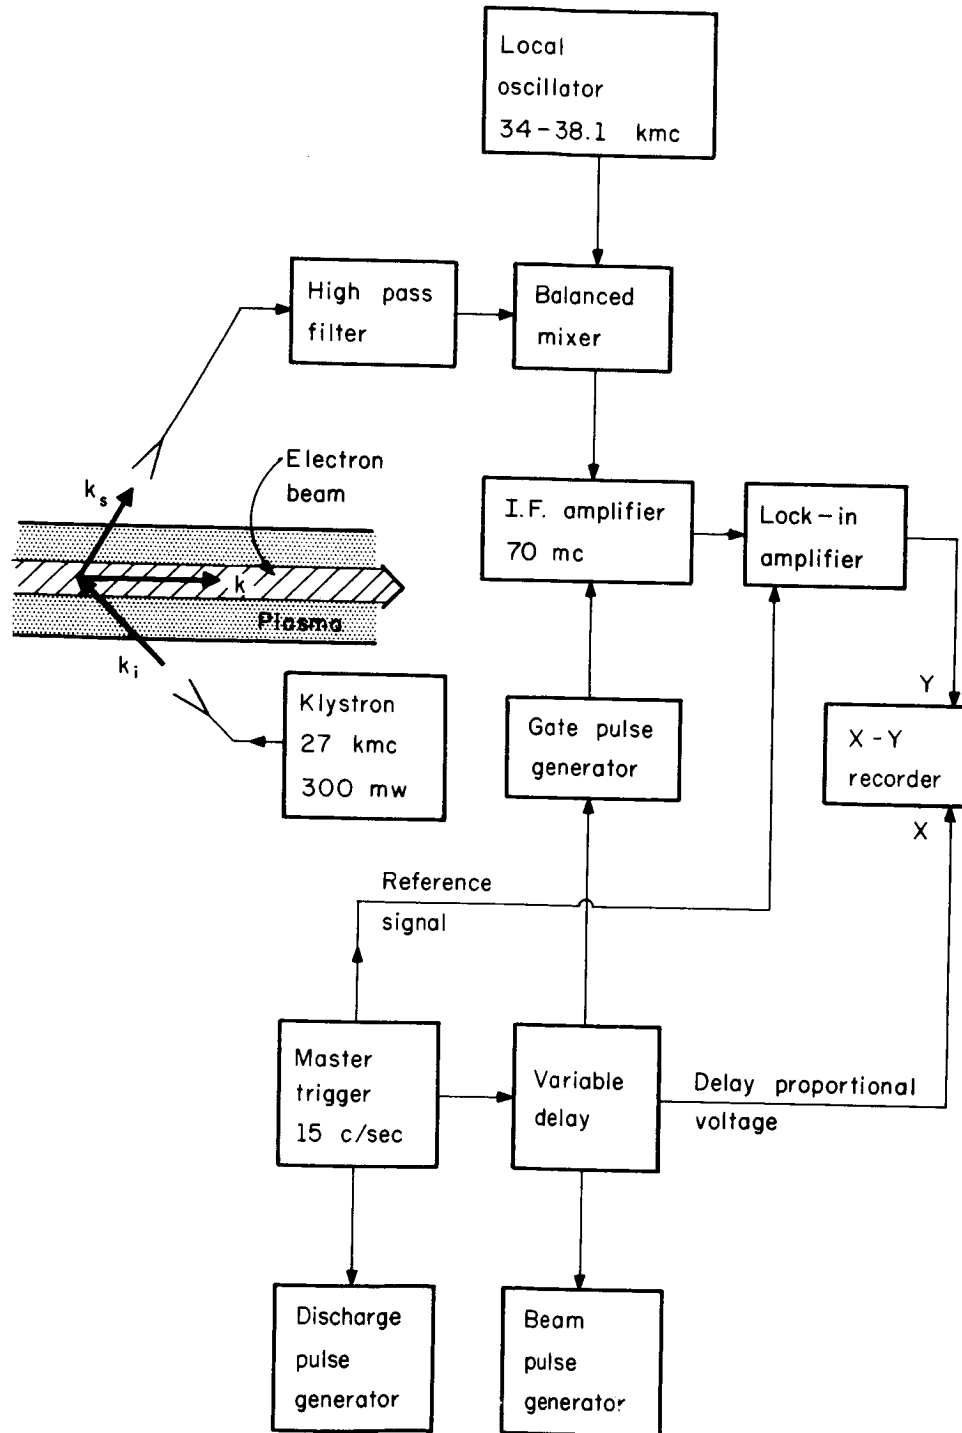 Local
oscillator
34-38.1 kmc
High pass
filter
Balanced
mixer
Electron
beam
k s
I.F. amplifier
70 mc
Lock-in
amplifier
k
Plasma
k i
Klystron
27 kmc
300 mw
Gate pulse
generator
Y
X-Y
recorder
X
Reference
signal
Master
trigger
15 c/sec
Variable
delay
Delay proportional
voltage
Discharge
pulse
generator
Beam
pulse
generator